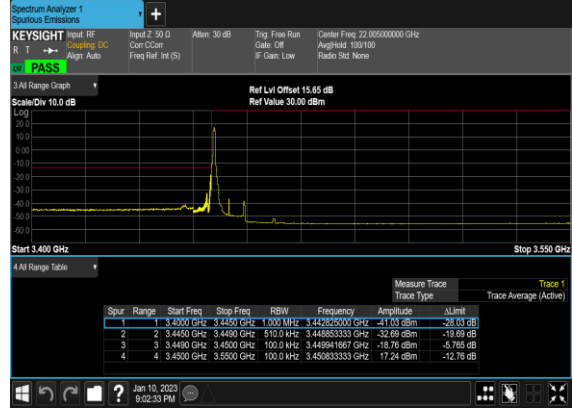 Spectrum Analyzer 1
Spurious Emissions
+
KEYSIGHT Input: RF Input Z: 50 Ω Atten: 30 dB Trig: Free Run Center Freq: 22.005000000 GHz
R T Coupling: DC Corr CCorr Gate: Off Avg|Hold: 100/100
Align: Auto Freq Ref: Int (S) IF Gain: Low Radio Std: None
LW PASS
3 All Range Graph
Ref Lvl Offset 15.65 dB
Scale/Div 10.0 dB Ref Value 30.00 dBm
Log
20.0
10.0
0.00
-10.0
-20.0
-30.0
-40.0
-50.0
-60.0
Start 3.400 GHz Stop 3.550 GHz
4 All Range Table
Measure Trace Trace 1
Trace Type Trace Average (Active)
Spur Range Start Freq Stop Freq RBW Frequency Amplitude ΔLimit
1 1 3.4000 GHz 3.4450 GHz 1.000 MHz 3.442825000 GHz -41.03 dBm -28.03 dB
2 2 3.4450 GHz 3.4490 GHz 510.0 kHz 3.448853333 GHz -32.69 dBm -19.69 dB
3 3 3.4490 GHz 3.4500 GHz 100.0 kHz 3.449941667 GHz -18.76 dBm -5.765 dB
4 4 3.4500 GHz 3.5500 GHz 100.0 kHz 3.450833333 GHz 17.24 dBm -12.76 dB
? Jan 10, 2023
9:02:33 PM